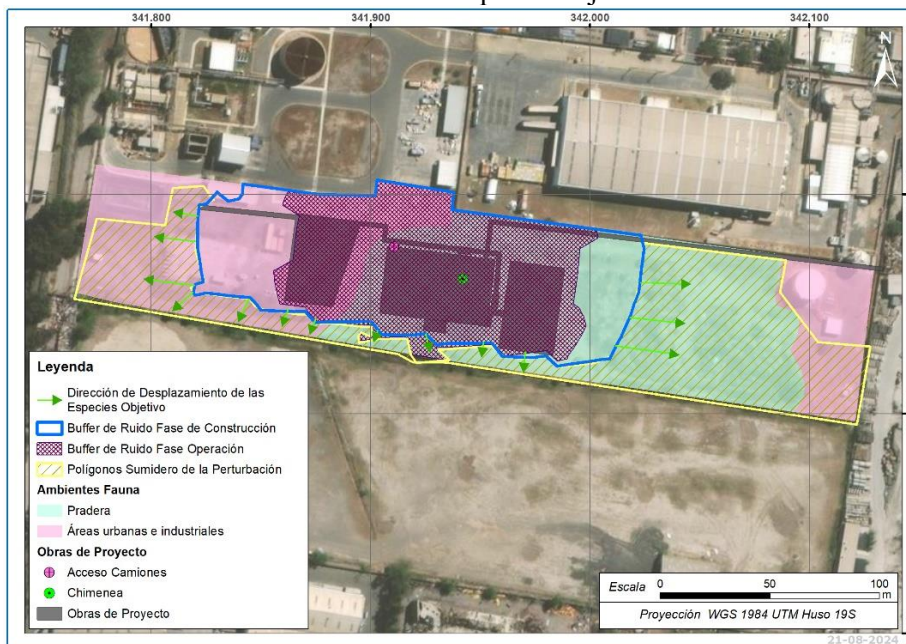 341.800 341.900 342.000 342.100
N
Leyenda
Dirección de Desplazamiento de las
Especies Objetivo
Buffer de Ruido Fase de Construcción
Buffer de Ruido Fase Operación
Polígonos Sumidero de la Perturbación
Ambientes Fauna
Pradera
Áreas urbanas e industriales
Obras de Proyecto
Acceso Camiones
Chimenea
Obras de Proyecto
Escala 0 50 100
m
Proyección WGS 1984 UTM Huso 19S
21-08-2024